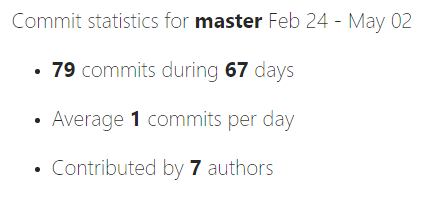 Commit statistics for master Feb 24 - May 02
79 commits during 67 days
Average 1 commits per day
Contributed by 7 authors